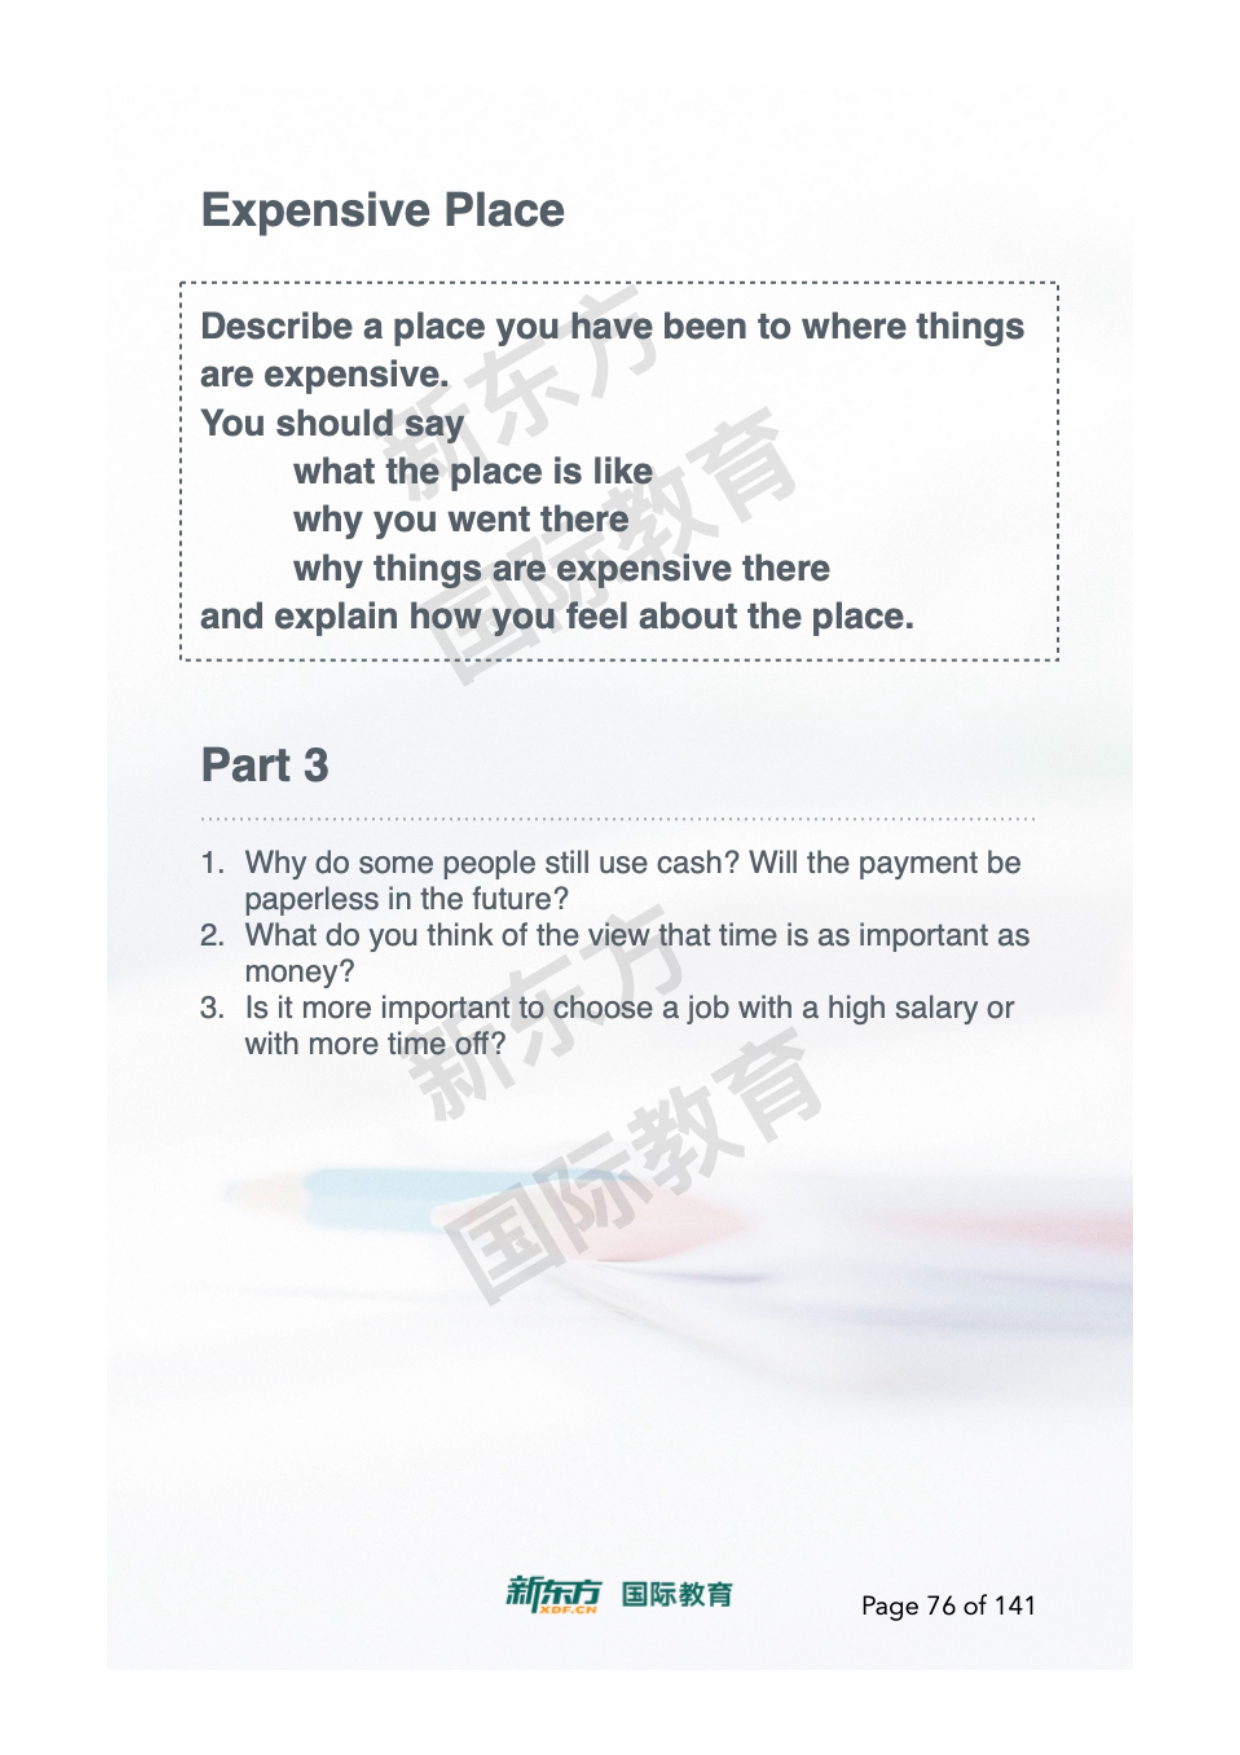 Expensive Place
Describe a place you have been to where things
are expensive.
You should say
what the place is like
why you went there
why things are expensive there
and explain how you feel about the place.
新东方
国际教育
Part 3
1. Why do some people still use cash? Will the payment be
paperless in the future?
2. What do you think of the view that time is as important as
money?
3. Is it more important to choose a job with a high salary or
with more time off?
新东方
国际教育
新东方 国际教育
XDF.CN
Page 76 of 141